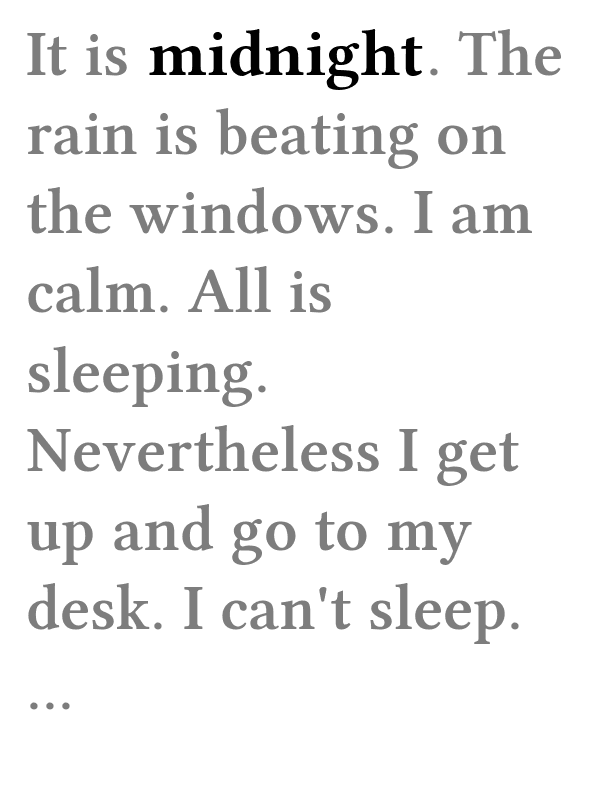 It is midnight. The
rain is beating on
the windows. I am
calm. All is
sleeping.
Nevertheless I get
up and go to my
desk. I can't sleep.
...